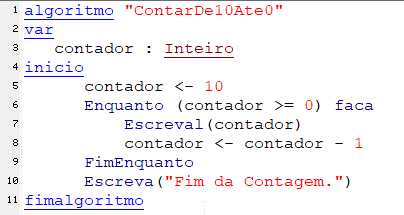 1 algoritmo "ContarDe10Ate0"
2 var
3    contador : Inteiro
4 inicio
5       contador <- 10
6       Enquanto (contador >= 0) faca
7           Escreval(contador)
8           contador <- contador - 1
9       FimEnquanto
10       Escreva("Fim da Contagem.")
11 fimalgoritmo